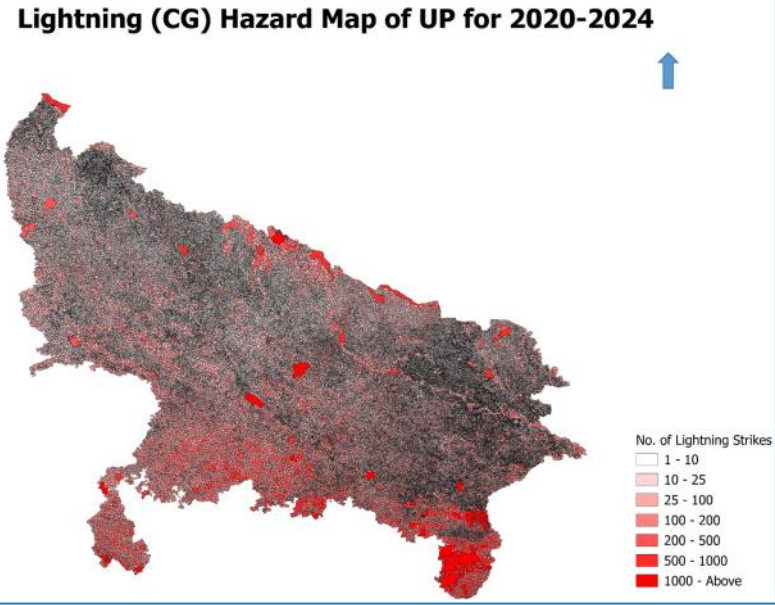 Lightning (CG) Hazard Map of UP for 2020-2024
No. of Lightning Strikes
1 - 10
10 - 25
25 - 100
100 - 200
200 - 500
500 - 1000
1000 - Above